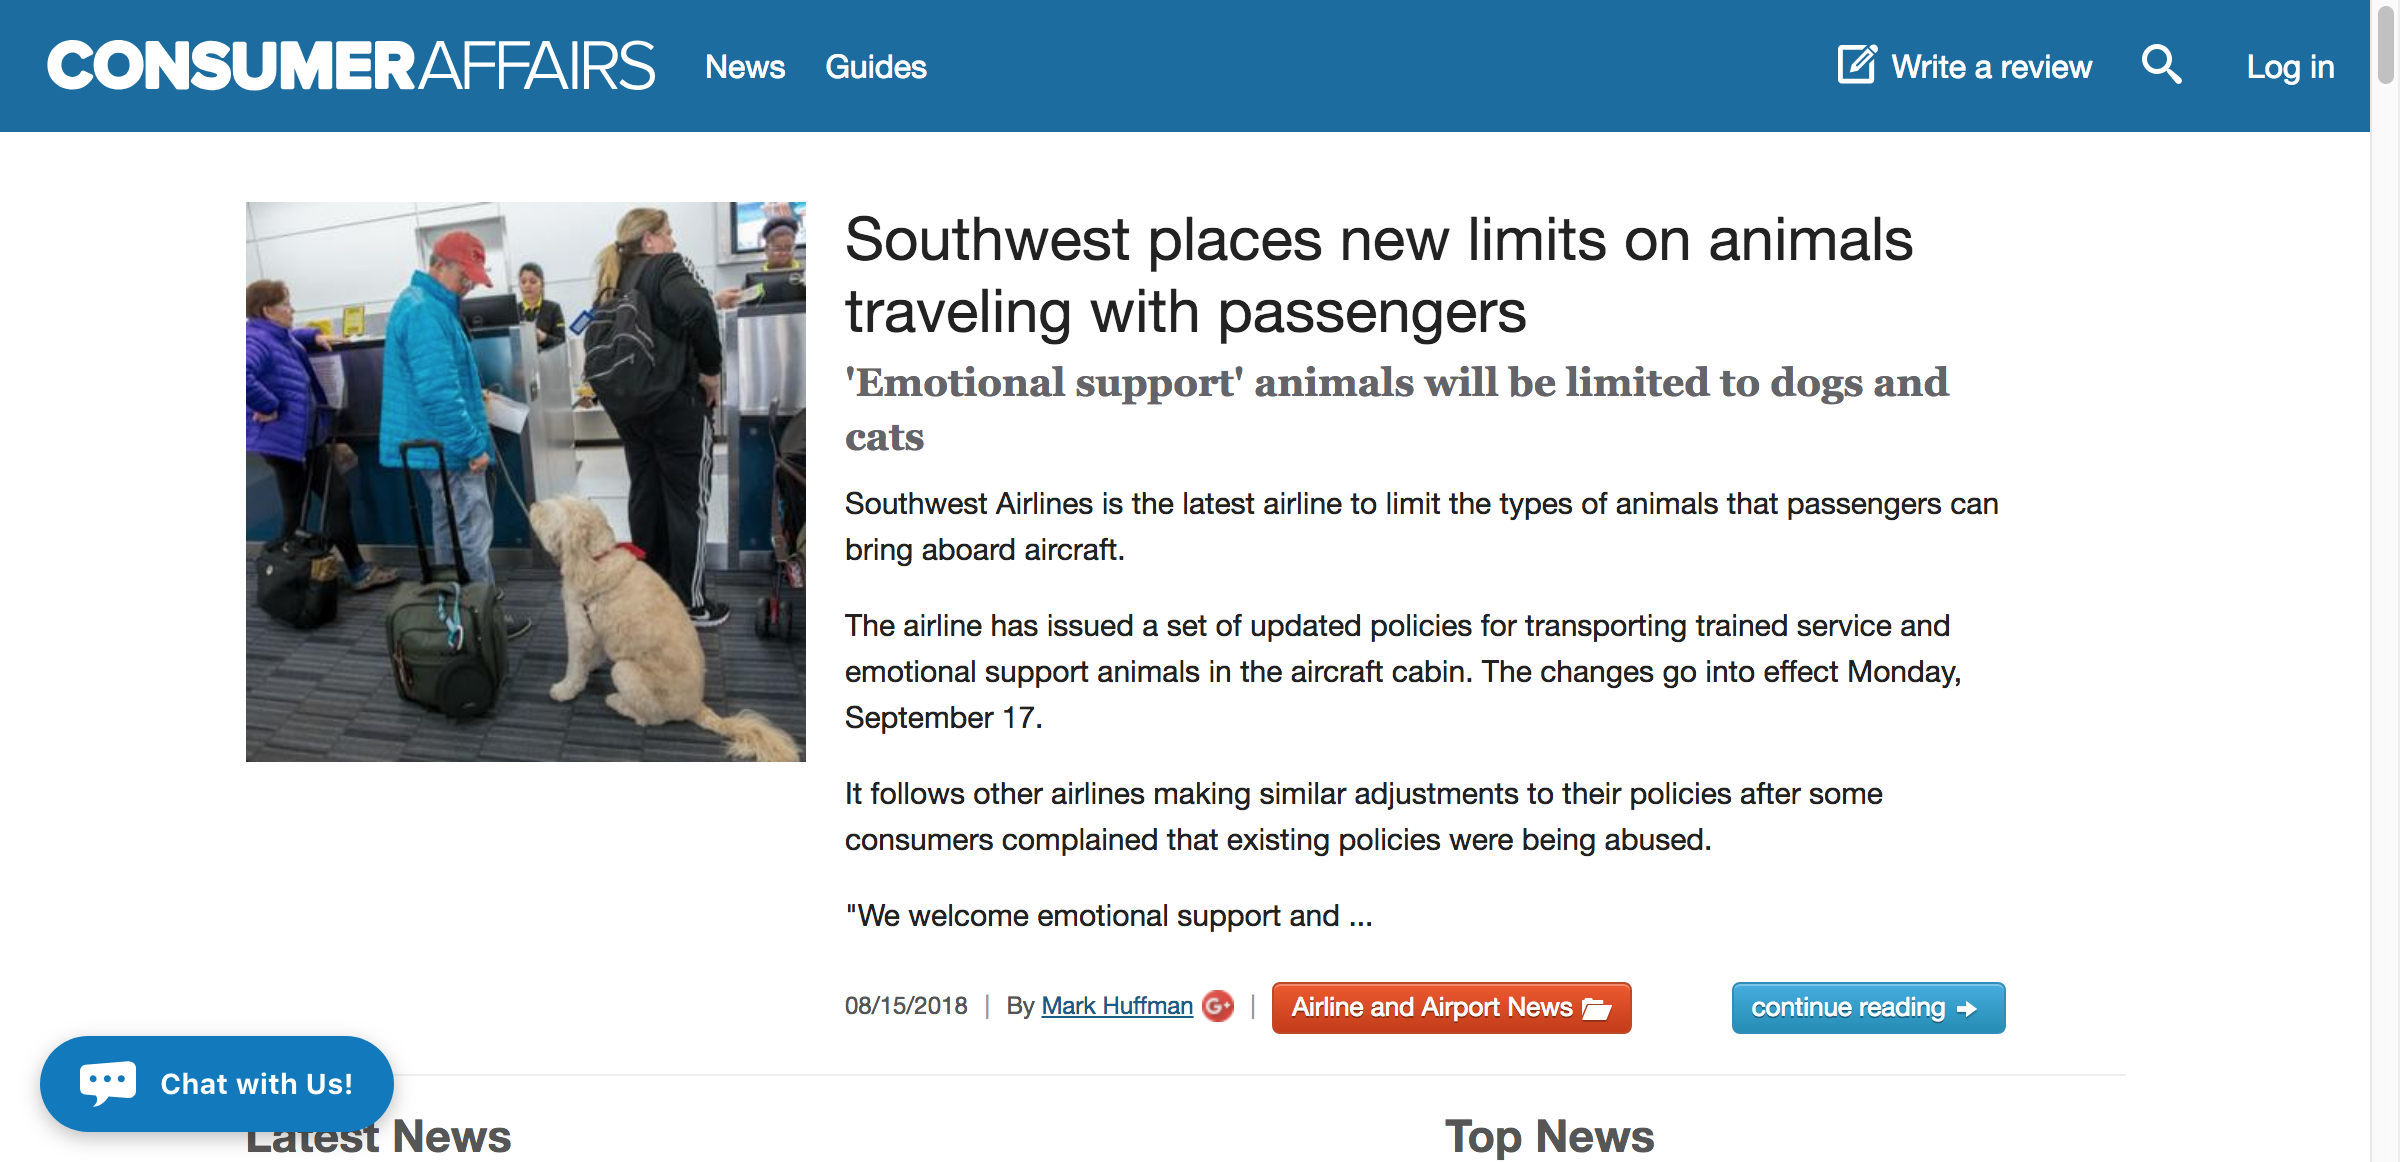 CONSUMERAFFAIRS News Guides Write a review Log in
Southwest places new limits on animals
traveling with passengers
'Emotional support' animals will be limited to dogs and
cats
Southwest Airlines is the latest airline to limit the types of animals that passengers can
bring aboard aircraft.
The airline has issued a set of updated policies for transporting trained service and
emotional support animals in the aircraft cabin. The changes go into effect Monday,
September 17.
It follows other airlines making similar adjustments to their policies after some
consumers complained that existing policies were being abused.
"We welcome emotional support and ...
08/15/2018 | By Mark Huffman G+ | Airline and Airport News continue reading
Chat with Us!
Latest News Top News